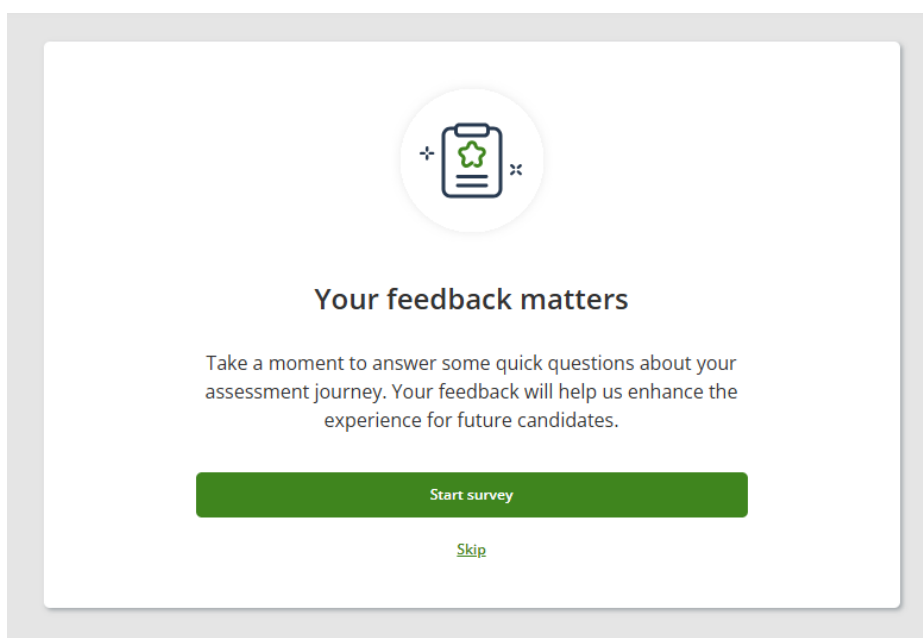 Your feedback matters
Take a moment to answer some quick questions about your
assessment journey. Your feedback will help us enhance the
experience for future candidates.
Start survey
Skip